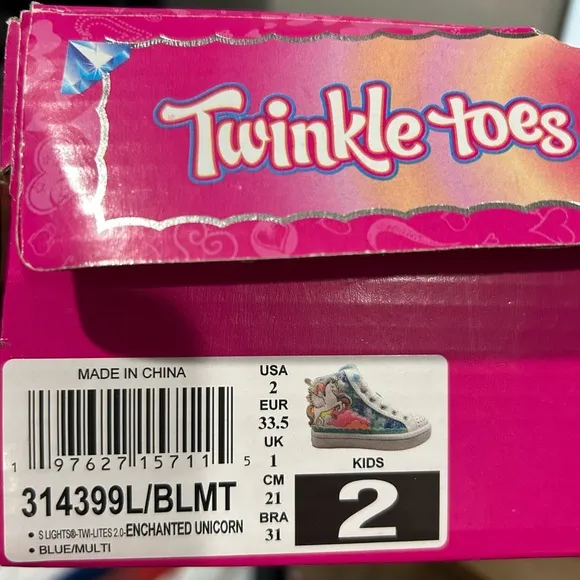 Twinkle toes
MADE IN CHINA
1 97627 15711 5
314399L/BLMT
• S LIGHTS®-TWI-LITES 2.0-ENCHANTED UNICORN
• BLUE/MULTI
USA
2
EUR
33.5
UK
1
CM
21
BRA
31
KIDS
2